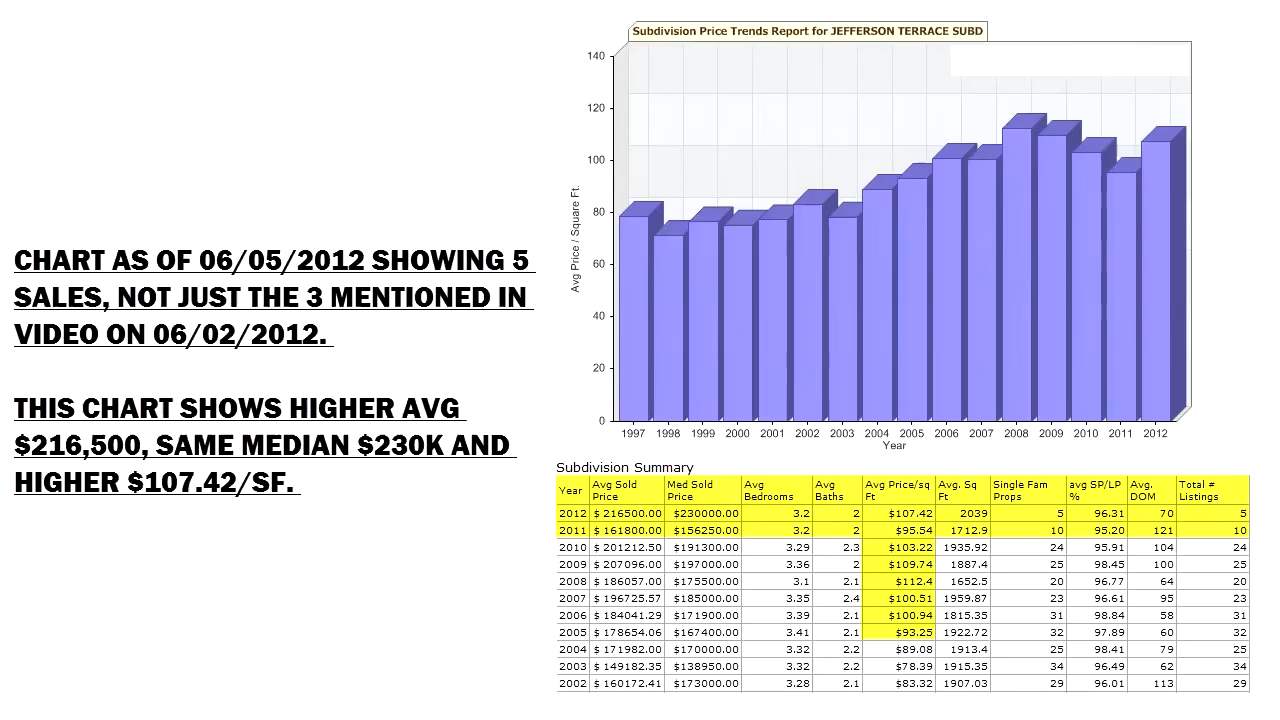 CHART AS OF 06/05/2012 SHOWING 5
SALES, NOT JUST THE 3 MENTIONED IN
VIDEO ON 06/02/2012.
THIS CHART SHOWS HIGHER AVG
$216,500, SAME MEDIAN $230K AND
HIGHER $107.42/SF.
Subdivision Price Trends Report for JEFFERSON TERRACE SUBD
140
120
100
80
60
40
20
0
Avg Price / Square Ft.
1997 1998 1999 2000 2001 2002 2003 2004 2005 2006 2007 2008 2009 2010 2011 2012
Year
Subdivision Summary
Year Avg Sold Price Med Sold Price Avg Bedrooms Avg Baths Avg Price/sq Ft Avg. Sq Ft Single Fam Props avg SP/LP % Avg. DOM Total # Listings
2012 $ 216500.00 $230000.00 3.2 2 $107.42 2039 5 96.31 70 5
2011 $ 161800.00 $156250.00 3.2 2 $95.54 1712.9 10 95.20 121 10
2010 $ 201212.50 $191300.00 3.29 2.3 $103.22 1935.92 24 95.91 104 24
2009 $ 207096.00 $197000.00 3.36 2 $109.74 1887.4 25 98.45 100 25
2008 $ 186057.00 $175500.00 3.1 2.1 $112.4 1652.5 20 96.77 64 20
2007 $ 196725.57 $185000.00 3.35 2.4 $100.51 1959.87 23 96.61 95 23
2006 $ 184041.29 $171900.00 3.39 2.1 $100.94 1815.35 31 98.84 58 31
2005 $ 178654.06 $167400.00 3.41 2.1 $93.25 1922.72 32 97.89 60 32
2004 $ 171982.00 $170000.00 3.32 2.2 $89.08 1913.4 25 98.41 79 25
2003 $ 149182.35 $138950.00 3.32 2.2 $78.39 1915.35 34 96.49 62 34
2002 $ 160172.41 $173000.00 3.28 2.1 $83.32 1907.03 29 96.01 113 29